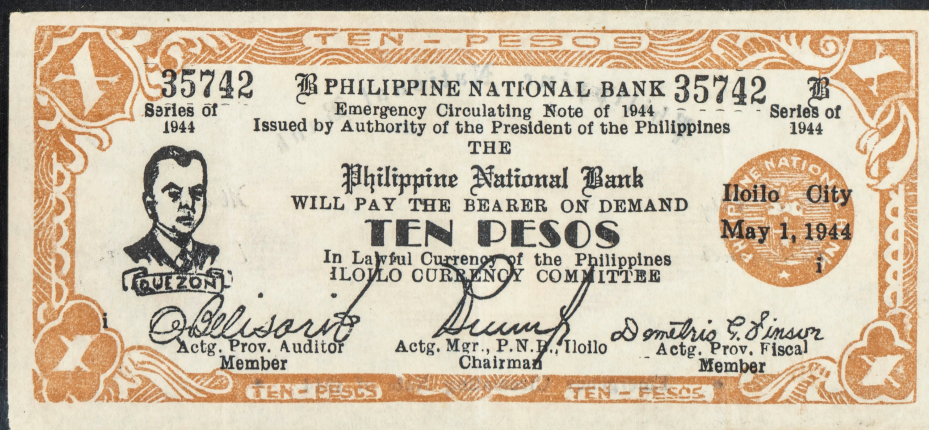 TEN - PESOS
X
X
35742 B PHILIPPINE NATIONAL BANK 35742 B
Series of
1944
Emergency Circulating Note of 1944
Series of
1944
Issued by Authority of the President of the Philippines
THE
Philippine National Bank
WILL PAY THE BEARER ON DEMAND
TEN PESOS
In Lawful Currency of the Philippines
ILOILO CURRENCY COMMITTEE
QUEZON
Iloilo City
May 1, 1944
i
i
Actg. Prov. Auditor
Member
Actg. Mgr., P.N.B., Iloilo
Chairman
Actg. Prov. Fiscal
Member
X
X
TEN - PESOS
TEN - PESOS